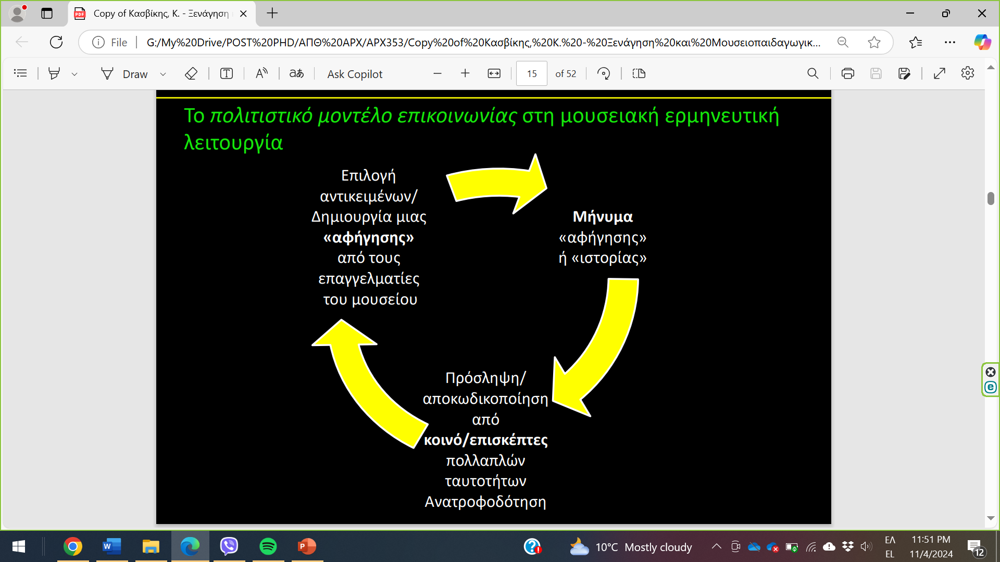 Copy of Κασβίκης, Κ. - Ξενάγηση
File
G:/My%20Drive/POST%20PHD/ΑΠΘ%20ΑΡΧ/ΑΡΧ353/Copy%20of%20Κασβίκης,%20Κ.%20-%20Ξενάγηση%20και%20Μουσειοπαιδαγωγικ...
Draw
Ask Copilot
15 of 52
Το πολιτιστικό μοντέλο επικοινωνίας στη μουσειακή ερμηνευτική
λειτουργία
Επιλογή
αντικειμένων/
Δημιουργία μιας
«αφήγησης»
από τους
επαγγελματίες
του μουσείου
Μήνυμα
«αφήγησης»
ή «ιστορίας»
Πρόσληψη/
αποκωδικοποίηση
από
κοινό/επισκέπτες
πολλαπλών
ταυτοτήτων
Ανατροφοδότηση
10°C Mostly cloudy
ΕΛ
EL
11:51 PM
11/4/2024
12